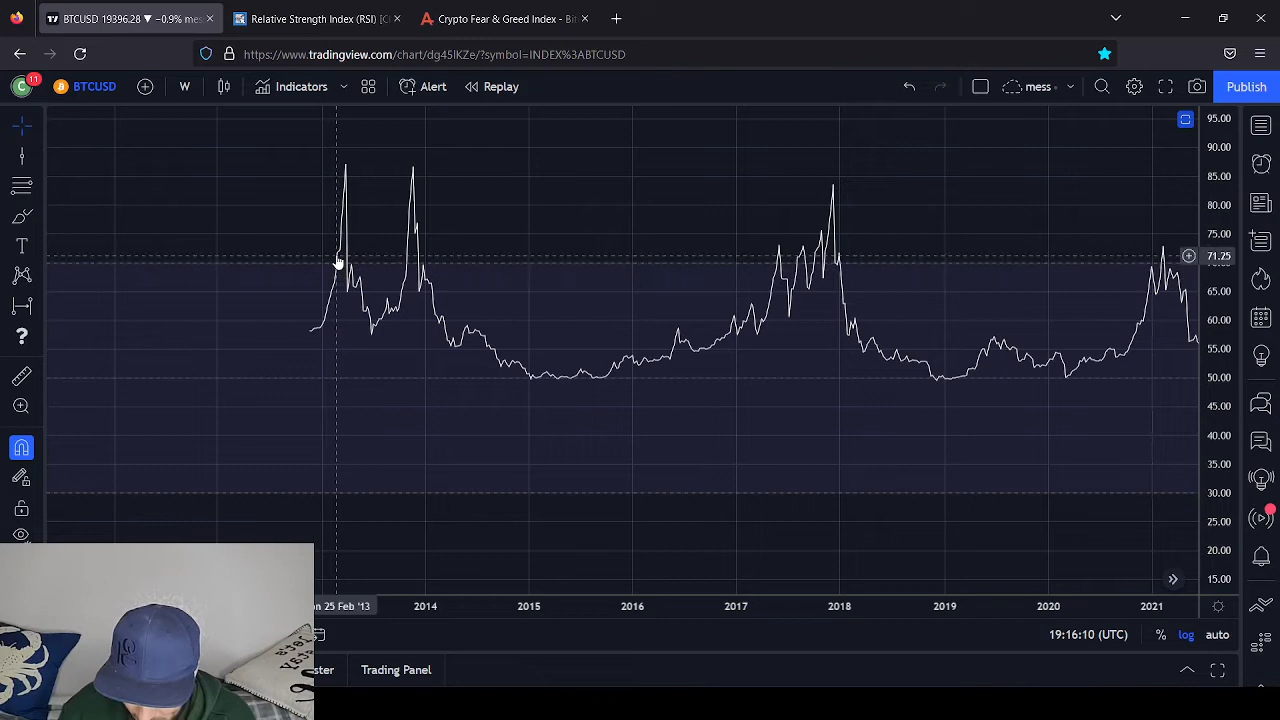 BTCUSD 19396.28 ▼ −0.9% mes
Relative Strength Index (RSI) [C
Crypto Fear & Greed Index - Bi
https://www.tradingview.com/chart/dg45IKZe/?symbol=INDEX%3ABTCUSD
C 11 BTCUSD W Indicators Alert Replay mess Publish
95.00
90.00
85.00
80.00
75.00
71.25
65.00
60.00
55.00
50.00
45.00
40.00
35.00
30.00
25.00
20.00
15.00
on 25 Feb '13 2014 2015 2016 2017 2018 2019 2020 2021
19:16:10 (UTC) % log auto
ster Trading Panel